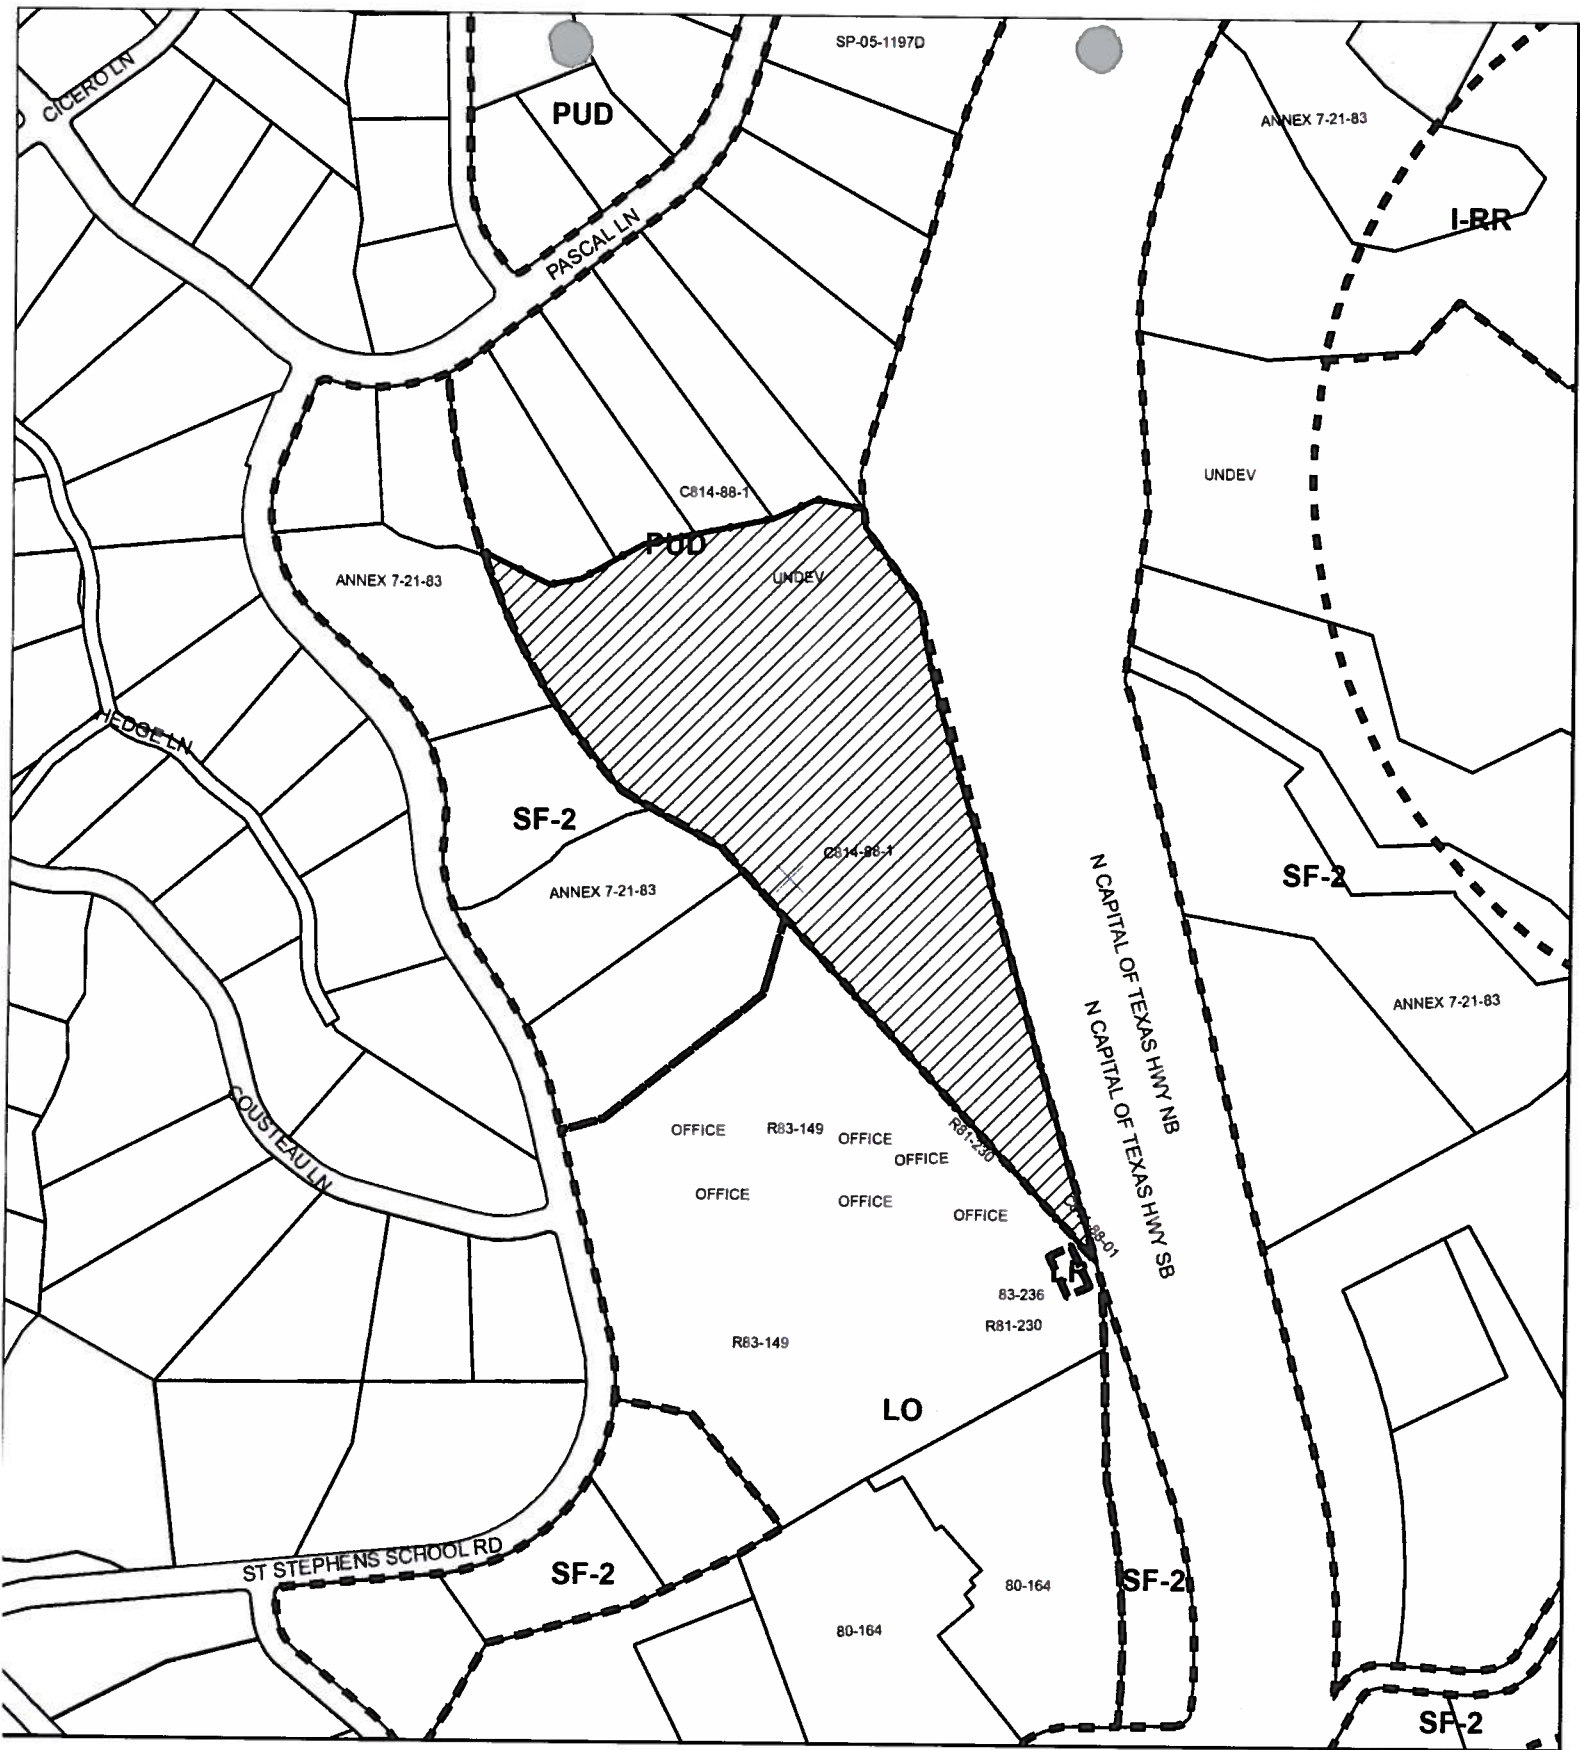 SP-05-1197D
CICERO LN
PUD
ANNEX 7-21-83
I-RR
PASCAL LN
UNDEV
C814-88-1
PUD
UNDEV
ANNEX 7-21-83
HEDGE LN
SF-2
C814-88-1
SF-2
ANNEX 7-21-83
N CAPITAL OF TEXAS HWY NB
N CAPITAL OF TEXAS HWY SB
ANNEX 7-21-83
COUSTEAU LN
OFFICE
R83-149
OFFICE
R81-230
OFFICE
OFFICE
OFFICE
OFFICE
88-01
83-236
R81-230
R83-149
LO
ST STEPHENS SCHOOL RD
SF-2
80-164
SF-2
80-164
SF-2